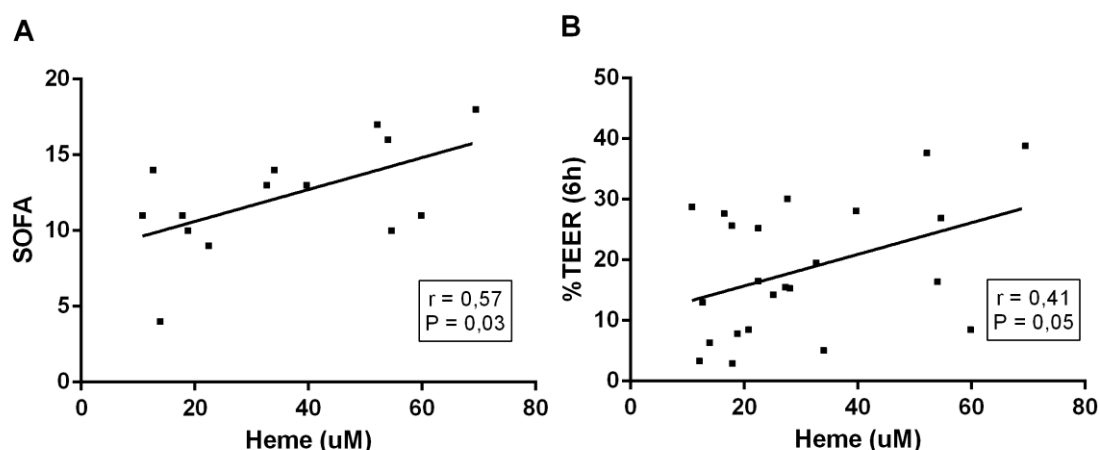 A
SOFA
20
15
10
5
0
0 20 40 60 80
Heme (uM)
r = 0,57
P = 0,03
B
%TEER (6h)
50
40
30
20
10
0
0 20 40 60 80
Heme (uM)
r = 0,41
P = 0,05